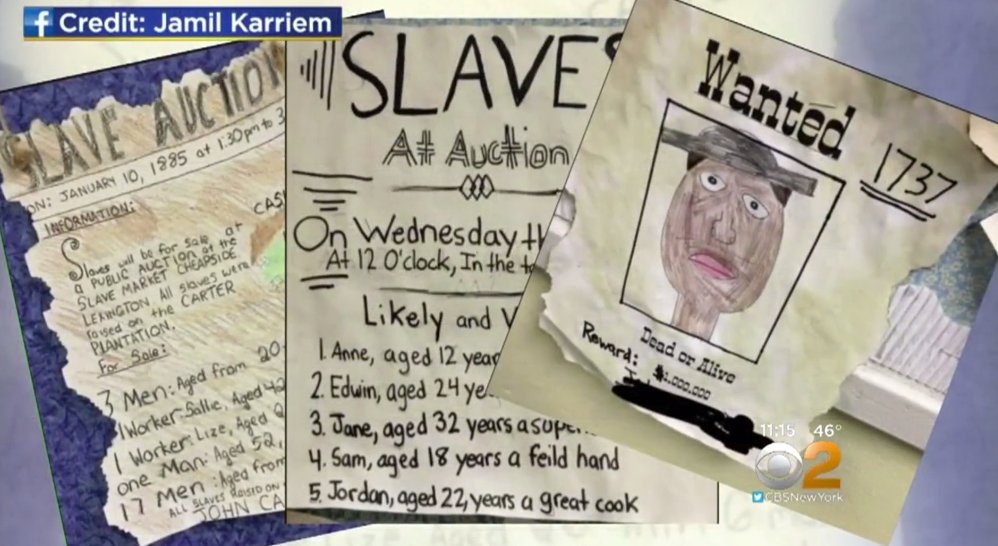 f Credit: Jamil Karriem
SLAVE AUCTION
ON: JANUARY 10, 1885 at 1:30pm to 3
INFORMATION:
Slaves will be for sale at
a PUBLIC AUCTION at the
SLAVE MARKET CHEAPSIDE
LEXINGTON. All slaves were
raised on the CARTER
PLANTATION.
For Sale:
3 Men: Aged from 20
1 Worker: Sallie, Aged 42
1 Worker: Lize, Aged
one Man: Aged 52,
17 Men: Aged from
ALL SLAVES RAISED ON
JOHN CA
SLAVES
At Auction
On Wednesday th
At 12 O'clock, In the to
Likely and V
1. Anne, aged 12 year
2. Edwin, aged 24 ye
3. Jane, aged 32 years a super
4. Sam, aged 18 years a feild hand
5. Jordan, aged 22, years a great cook
Wanted
1737
Dead or Alive
Reward: $1,000,000
11:15 46°
2
CBSNewYork